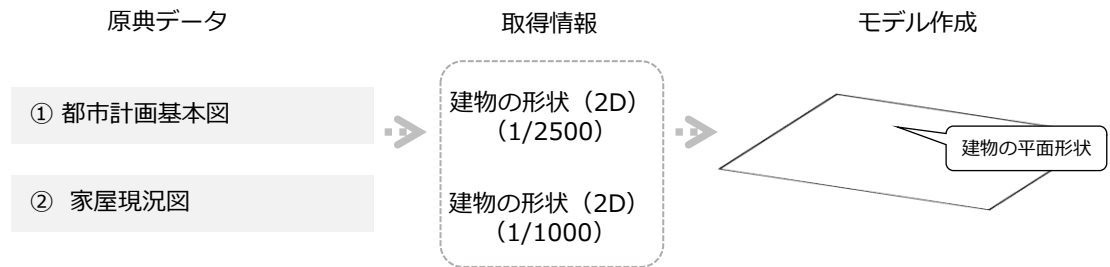 原典データ
取得情報
モデル作成
① 都市計画基本図
建物の形状（2D）
（1/2500）
建物の平面形状
② 家屋現況図
建物の形状（2D）
（1/1000）